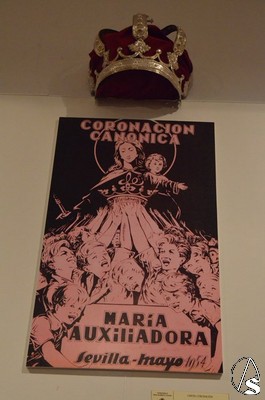 CORONACION
CANONICA
MARIA
AUXILIADORA
Sevilla-mayo 1954